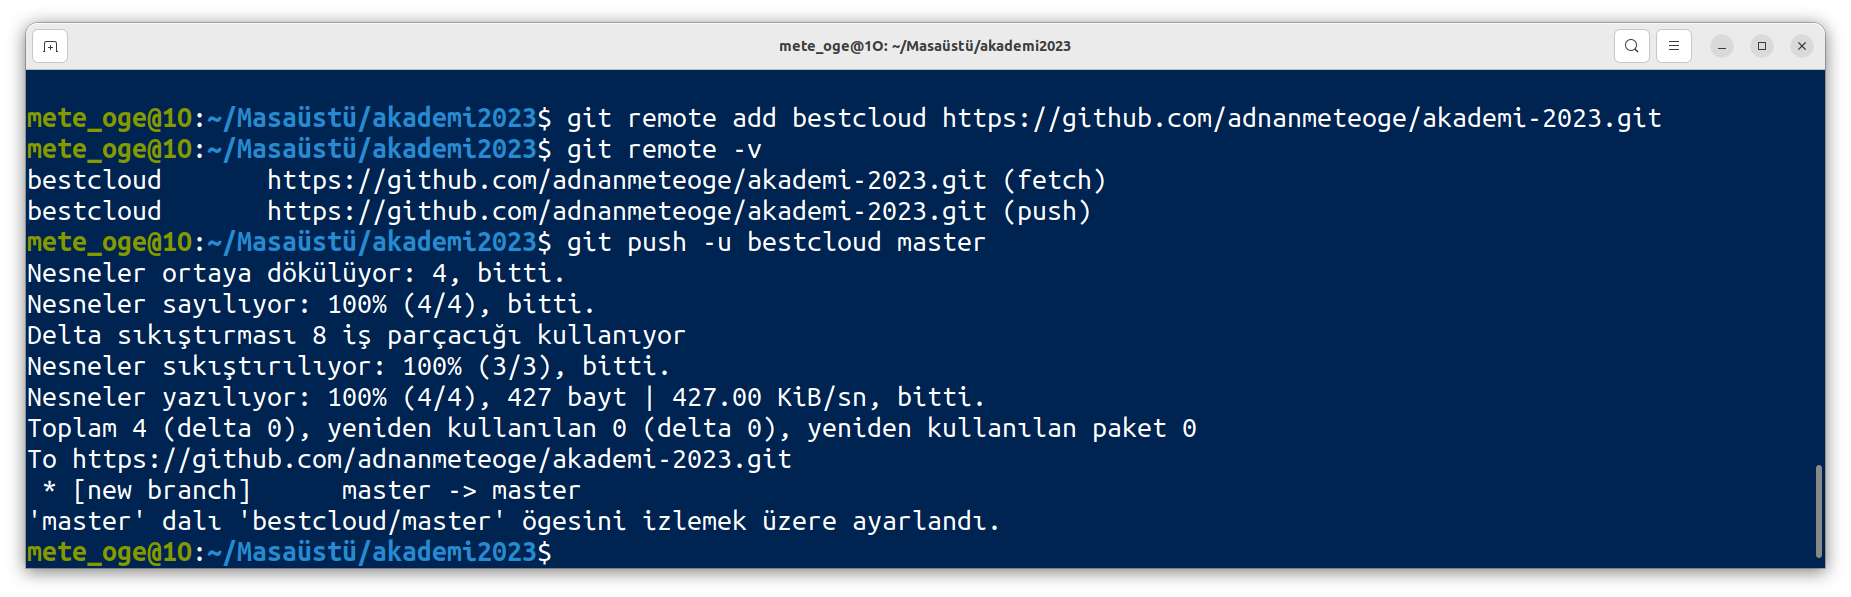 mete_oge@1O: ~/Masaüstü/akademi2023
mete_oge@1O:~/Masaüstü/akademi2023$ git remote add bestcloud https://github.com/adnanmeteoge/akademi-2023.git
mete_oge@1O:~/Masaüstü/akademi2023$ git remote -v
bestcloud       https://github.com/adnanmeteoge/akademi-2023.git (fetch)
bestcloud       https://github.com/adnanmeteoge/akademi-2023.git (push)
mete_oge@1O:~/Masaüstü/akademi2023$ git push -u bestcloud master
Nesneler ortaya dökülüyor: 4, bitti.
Nesneler sayılıyor: 100% (4/4), bitti.
Delta sıkıştırması 8 iş parçacığı kullanıyor
Nesneler sıkıştırılıyor: 100% (3/3), bitti.
Nesneler yazılıyor: 100% (4/4), 427 bayt | 427.00 KiB/sn, bitti.
Toplam 4 (delta 0), yeniden kullanılan 0 (delta 0), yeniden kullanılan paket 0
To https://github.com/adnanmeteoge/akademi-2023.git
 * [new branch]      master -> master
'master' dalı 'bestcloud/master' ögesini izlemek üzere ayarlandı.
mete_oge@1O:~/Masaüstü/akademi2023$